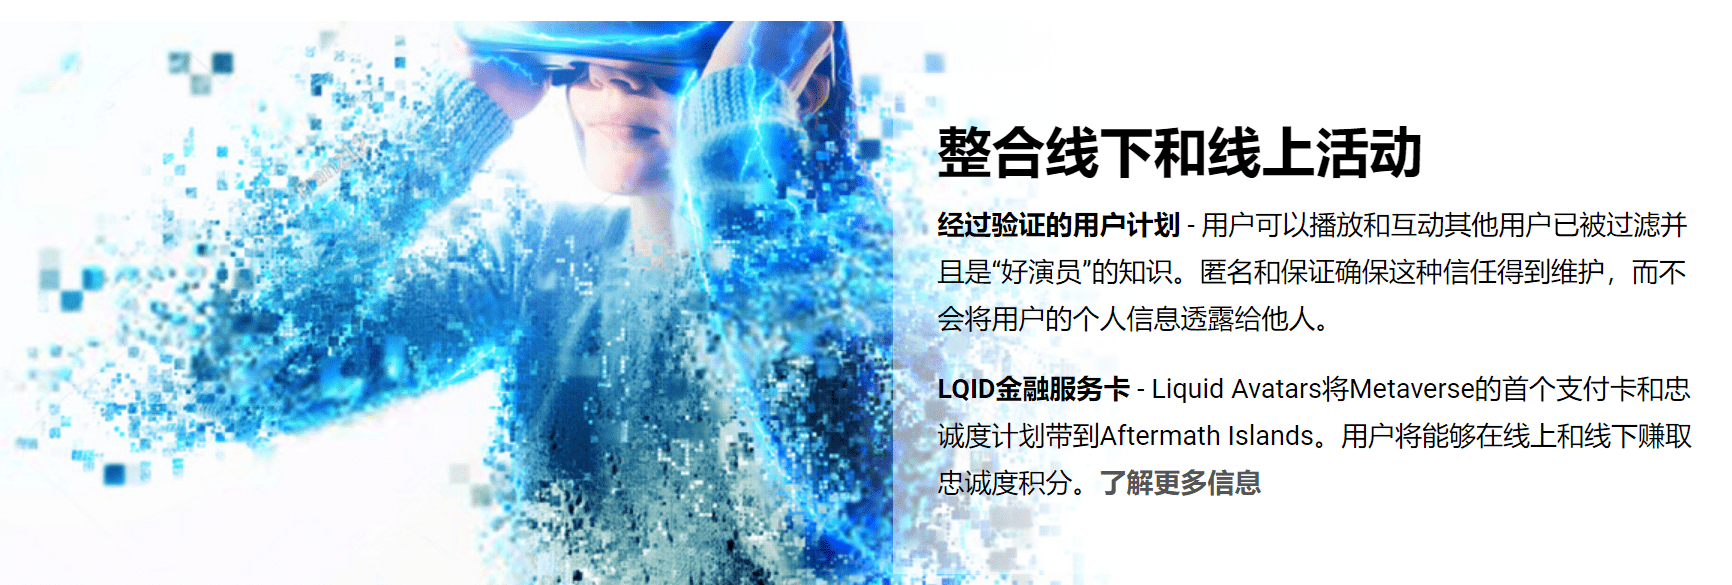 整合线下和线上活动
经过验证的用户计划 - 用户可以播放和互动其他用户已被过滤并
且是“好演员”的知识。匿名和保证确保这种信任得到维护，而不
会将用户的个人信息透露给他人。
LQID金融服务卡 - Liquid Avatars将Metaverse的首个支付卡和忠
诚度计划带到Aftermath Islands。用户将能够在线上和线下赚取
忠诚度积分。了解更多信息